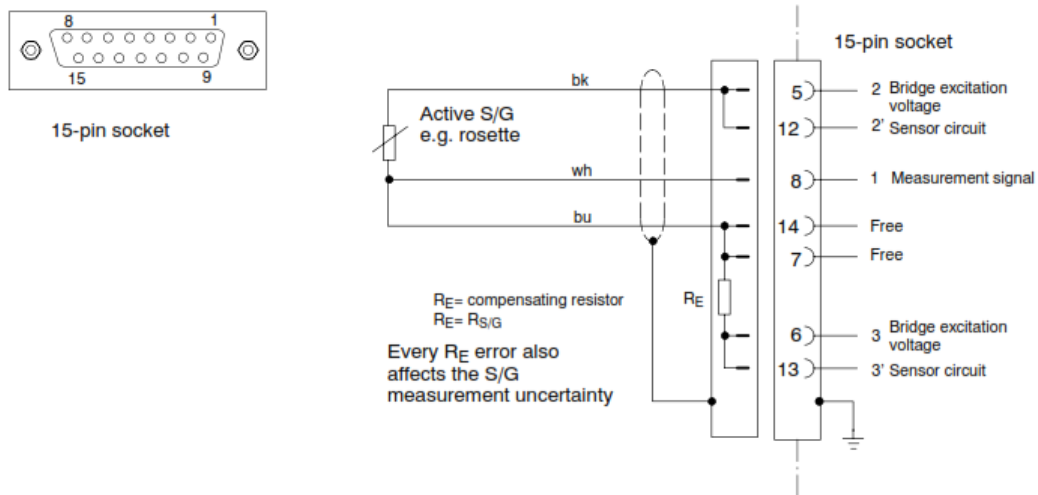 8 1
15 9
15-pin socket
15-pin socket
bk
5 2 Bridge excitation
voltage
Active S/G
e.g. rosette
12 2' Sensor circuit
wh
8 1 Measurement signal
bu
14 Free
7 Free
RE= compensating resistor
RE= RS/G
RE
Every RE error also
affects the S/G
measurement uncertainty
6 3 Bridge excitation
voltage
13 3' Sensor circuit